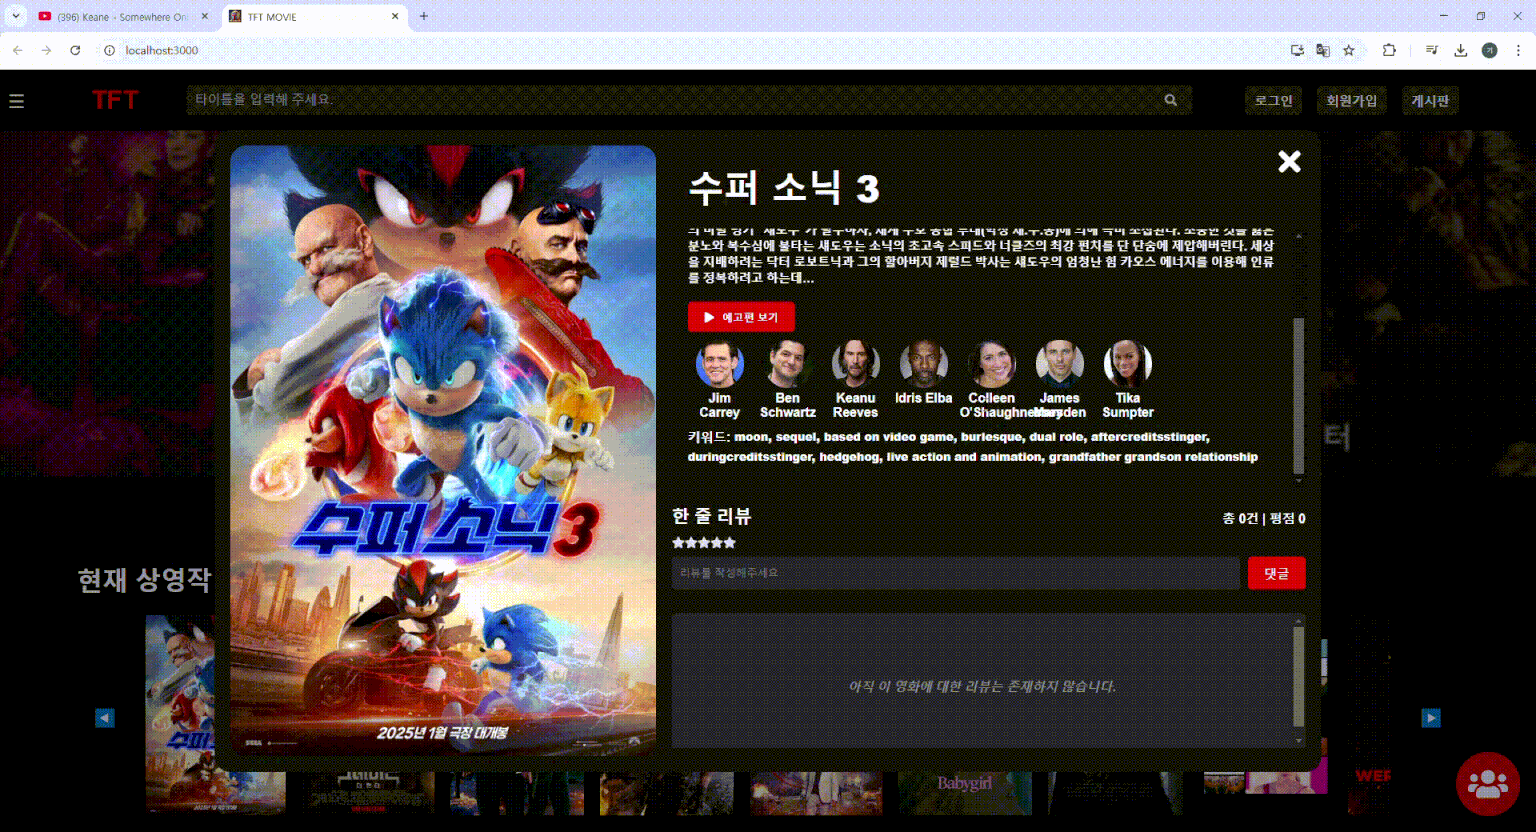 (396) Keane - Somewhere On
TFT MOVIE
localhost:3000
TFT
타이틀을 입력해 주세요.
로그인
회원가입
게시판
수퍼 소닉 3
분노와 복수심에 불타는 섀도우는 소닉의 초고속 스피드와 너클즈의 최강 펀치를 단 단숨에 제압해버린다. 세상
을 지배하려는 닥터 로보트닉과 그의 할아버지 제럴드 박사는 섀도우의 엄청난 힘 카오스 에너지를 이용해 인류
를 정복하려고 하는데...
예고편 보기
Jim Carrey
Ben Schwartz
Keanu Reeves
Idris Elba
Colleen O'Shaughnessey
James Marsden
Tika Sumpter
키워드: moon, sequel, based on video game, burlesque, dual role, aftercreditsstinger,
duringcreditsstinger, hedgehog, live action and animation, grandfather grandson relationship
한 줄 리뷰
총 0건 | 평점 0
리뷰를 작성해주세요
댓글
아직 이 영화에 대한 리뷰는 존재하지 않습니다.
수퍼 소닉 3
2025년 1월 극장 대개봉
SEGA
터
현재 상영작
Babygirl